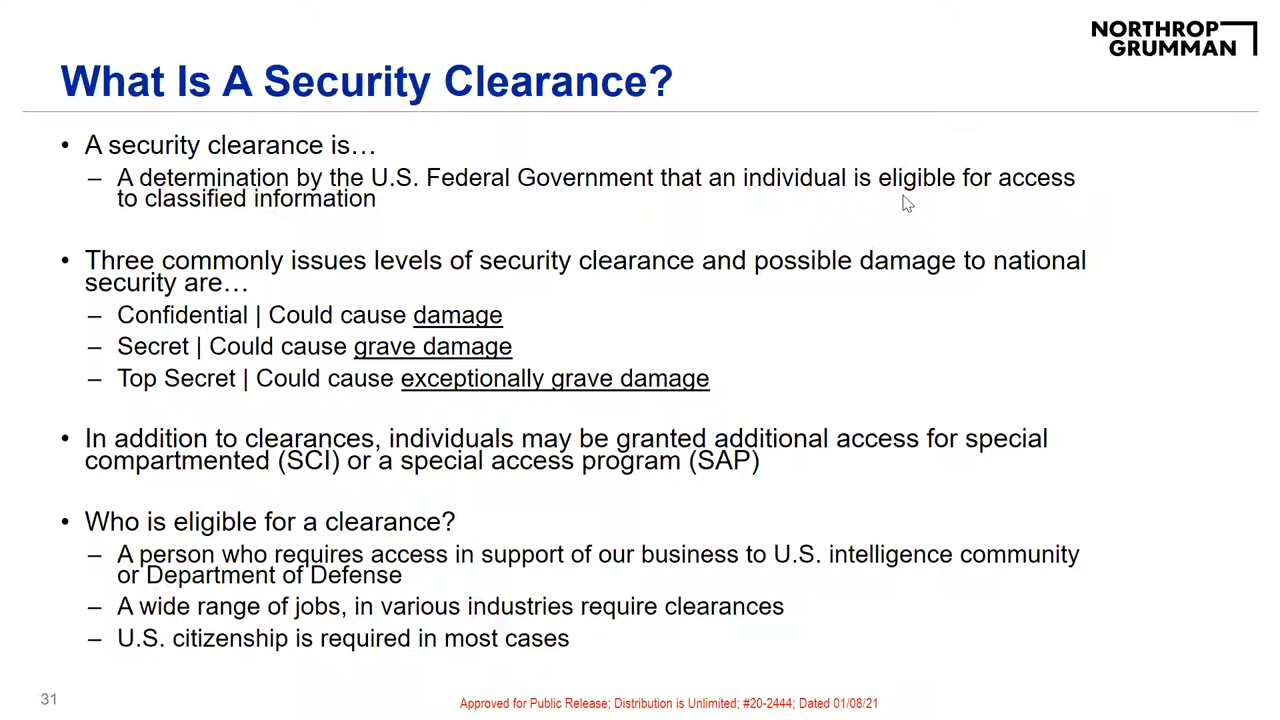 NORTHROP
GRUMMAN
What Is A Security Clearance?
• A security clearance is…
– A determination by the U.S. Federal Government that an individual is eligible for access
to classified information
• Three commonly issues levels of security clearance and possible damage to national
security are…
– Confidential | Could cause damage
– Secret | Could cause grave damage
– Top Secret | Could cause exceptionally grave damage
• In addition to clearances, individuals may be granted additional access for special
compartmented (SCI) or a special access program (SAP)
• Who is eligible for a clearance?
– A person who requires access in support of our business to U.S. intelligence community
or Department of Defense
– A wide range of jobs, in various industries require clearances
– U.S. citizenship is required in most cases
31
Approved for Public Release; Distribution is Unlimited; #20-2444; Dated 01/08/21